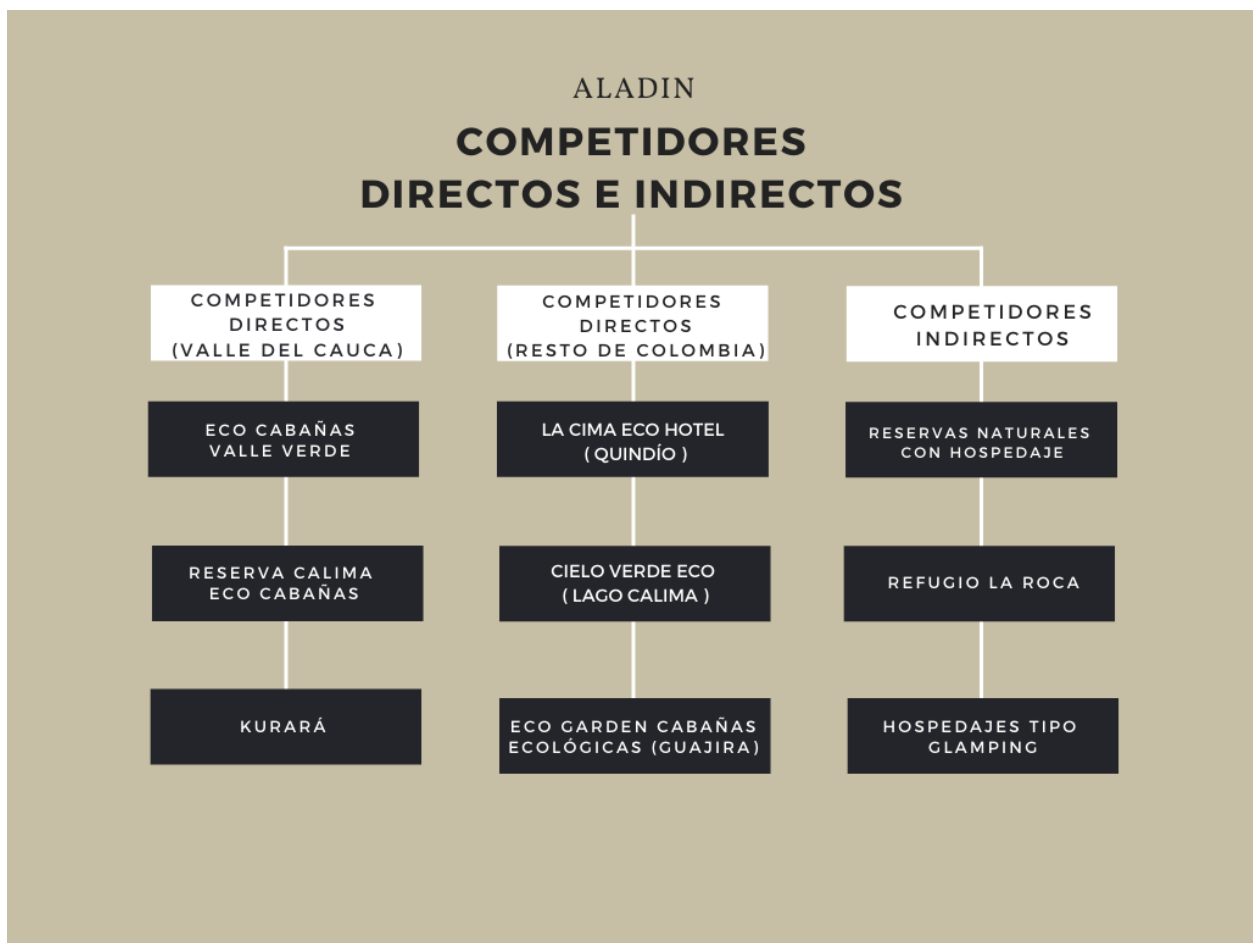 ALADIN
COMPETIDORES
DIRECTOS E INDIRECTOS
COMPETIDORES
DIRECTOS
(VALLE DEL CAUCA)
ECO CABAÑAS
VALLE VERDE
RESERVA CALIMA
ECO CABAÑAS
KURARÁ
COMPETIDORES
DIRECTOS
(RESTO DE COLOMBIA)
LA CIMA ECO HOTEL
( QUINDÍO )
CIELO VERDE ECO
( LAGO CALIMA )
ECO GARDEN CABAÑAS
ECOLÓGICAS (GUAJIRA)
COMPETIDORES
INDIRECTOS
RESERVAS NATURALES
CON HOSPEDAJE
REFUGIO LA ROCA
HOSPEDAJES TIPO
GLAMPING